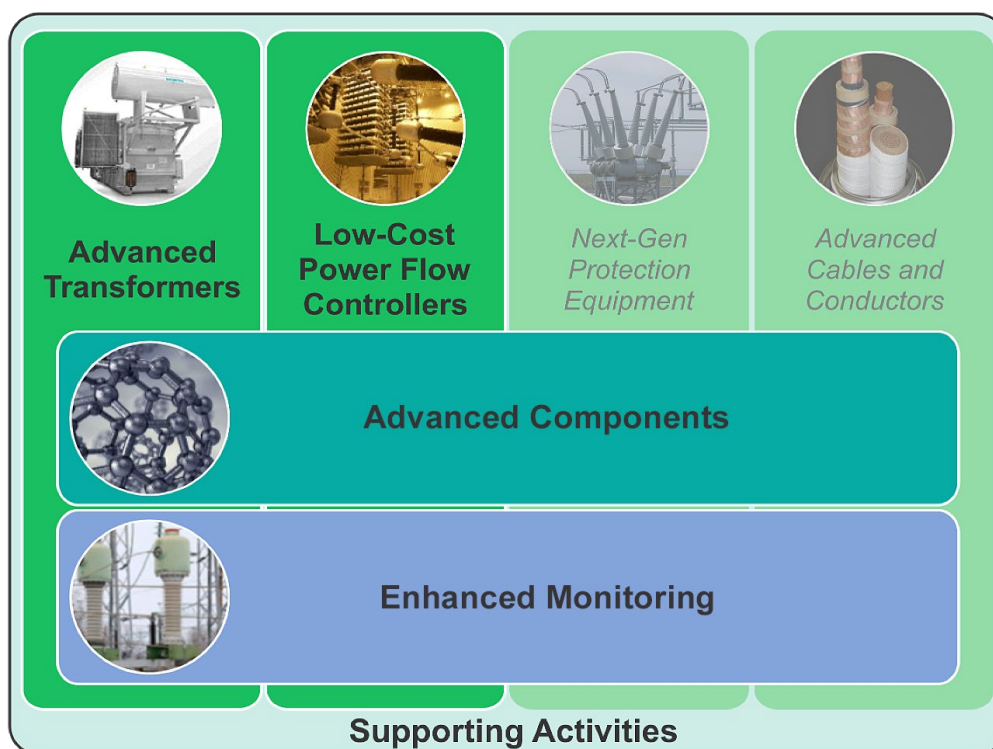 Advanced
Transformers
Low-Cost
Power Flow
Controllers
Next-Gen
Protection
Equipment
Advanced
Cables and
Conductors
Advanced Components
Enhanced Monitoring
Supporting Activities